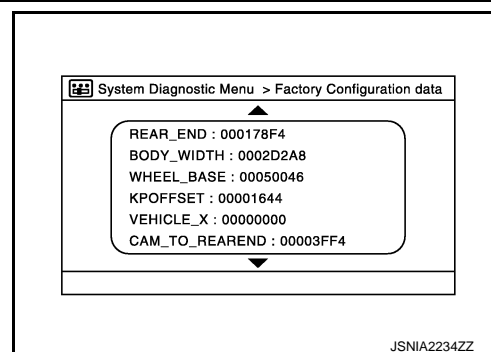 System Diagnostic Menu > Factory Configuration data
REAR_END : 000178F4
BODY_WIDTH : 0002D2A8
WHEEL_BASE : 00050046
KPOFFSET : 00001644
VEHICLE_X : 00000000
CAM_TO_REAREND : 00003FF4
JSNIA2234ZZ